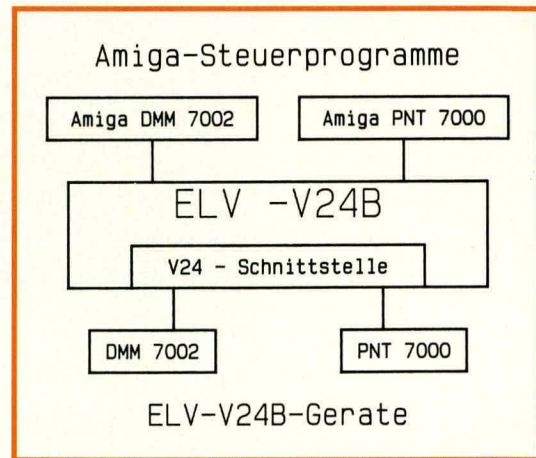 Amiga-Steuerprogramme
Amiga DMM 7002
Amiga PNT 7000
ELV -V24B
V24 - Schnittstelle
DMM 7002
PNT 7000
ELV-V24B-Gerate